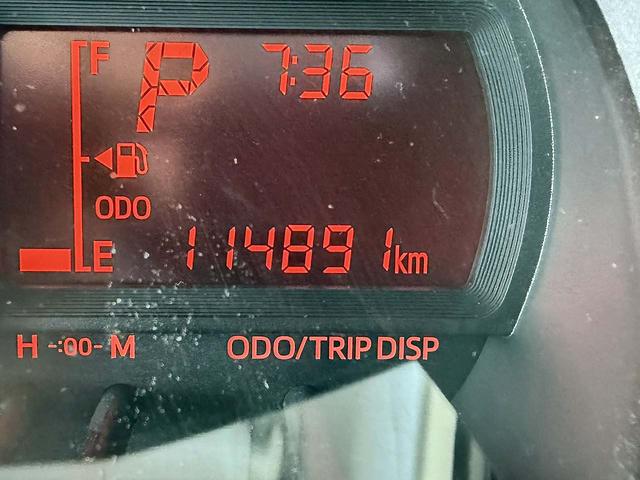 F P 7:36
ODO
E 114891km
H -:00- M ODO/TRIP DISP